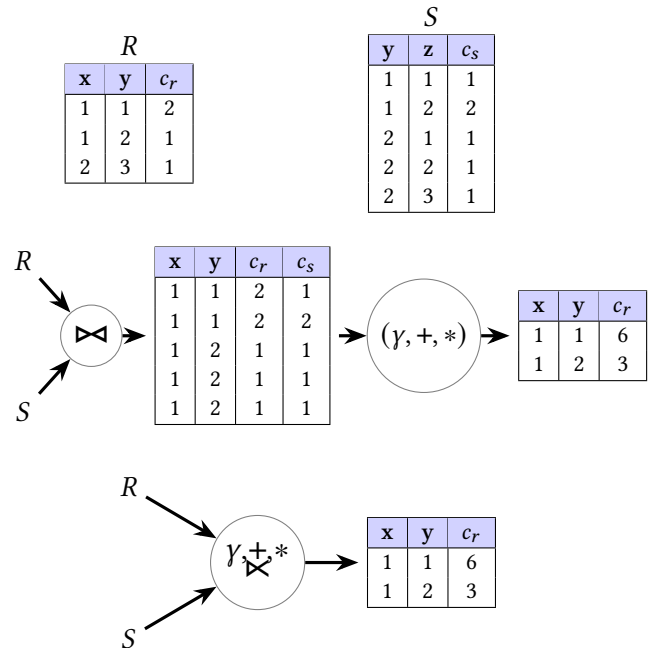 R
x y c_r
1 1 2
1 2 1
2 3 1
S
y z c_s
1 1 1
1 2 2
2 1 1
2 2 1
2 3 1
R
S
⋈
x y c_r c_s
1 1 2 1
1 1 2 2
1 2 1 1
1 2 1 1
1 2 1 1
(γ, +, *)
x y c_r
1 1 6
1 2 3
R
S
γ,+,*
⋉
x y c_r
1 1 6
1 2 3